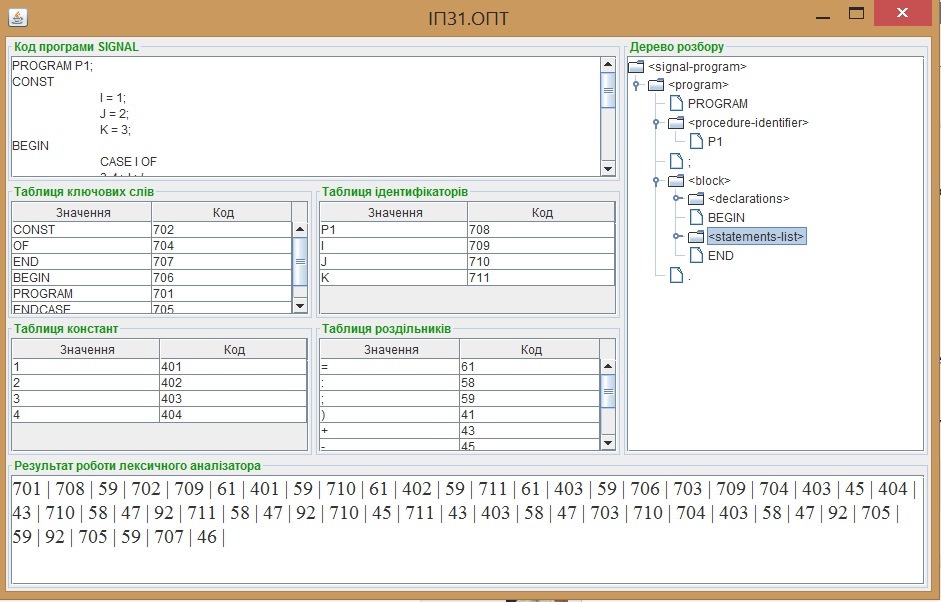 ІПЗ1.ОПТ
Код програми SIGNAL
PROGRAM P1;
CONST
I = 1;
J = 2;
K = 3;
BEGIN
CASE I OF
Дерево розбору
<signal-program>
<program>
PROGRAM
<procedure-identifier>
P1
;
<block>
<declarations>
BEGIN
<statements-list>
END
.
Таблиця ключових слів
Значення Код
CONST 702
OF 704
END 707
BEGIN 706
PROGRAM 701
ENDCASE 705
Таблиця ідентифікаторів
Значення Код
P1 708
I 709
J 710
K 711
Таблиця констант
Значення Код
1 401
2 402
3 403
4 404
Таблиця роздільників
Значення Код
= 61
: 58
; 59
) 41
+ 43
- 45
Результат роботи лексичного аналізатора
701 | 708 | 59 | 702 | 709 | 61 | 401 | 59 | 710 | 61 | 402 | 59 | 711 | 61 | 403 | 59 | 706 | 703 | 709 | 704 | 403 | 45 | 404 |
43 | 710 | 58 | 47 | 92 | 711 | 58 | 47 | 92 | 710 | 45 | 711 | 43 | 403 | 58 | 47 | 703 | 710 | 704 | 403 | 58 | 47 | 92 | 705 |
59 | 92 | 705 | 59 | 707 | 46 |